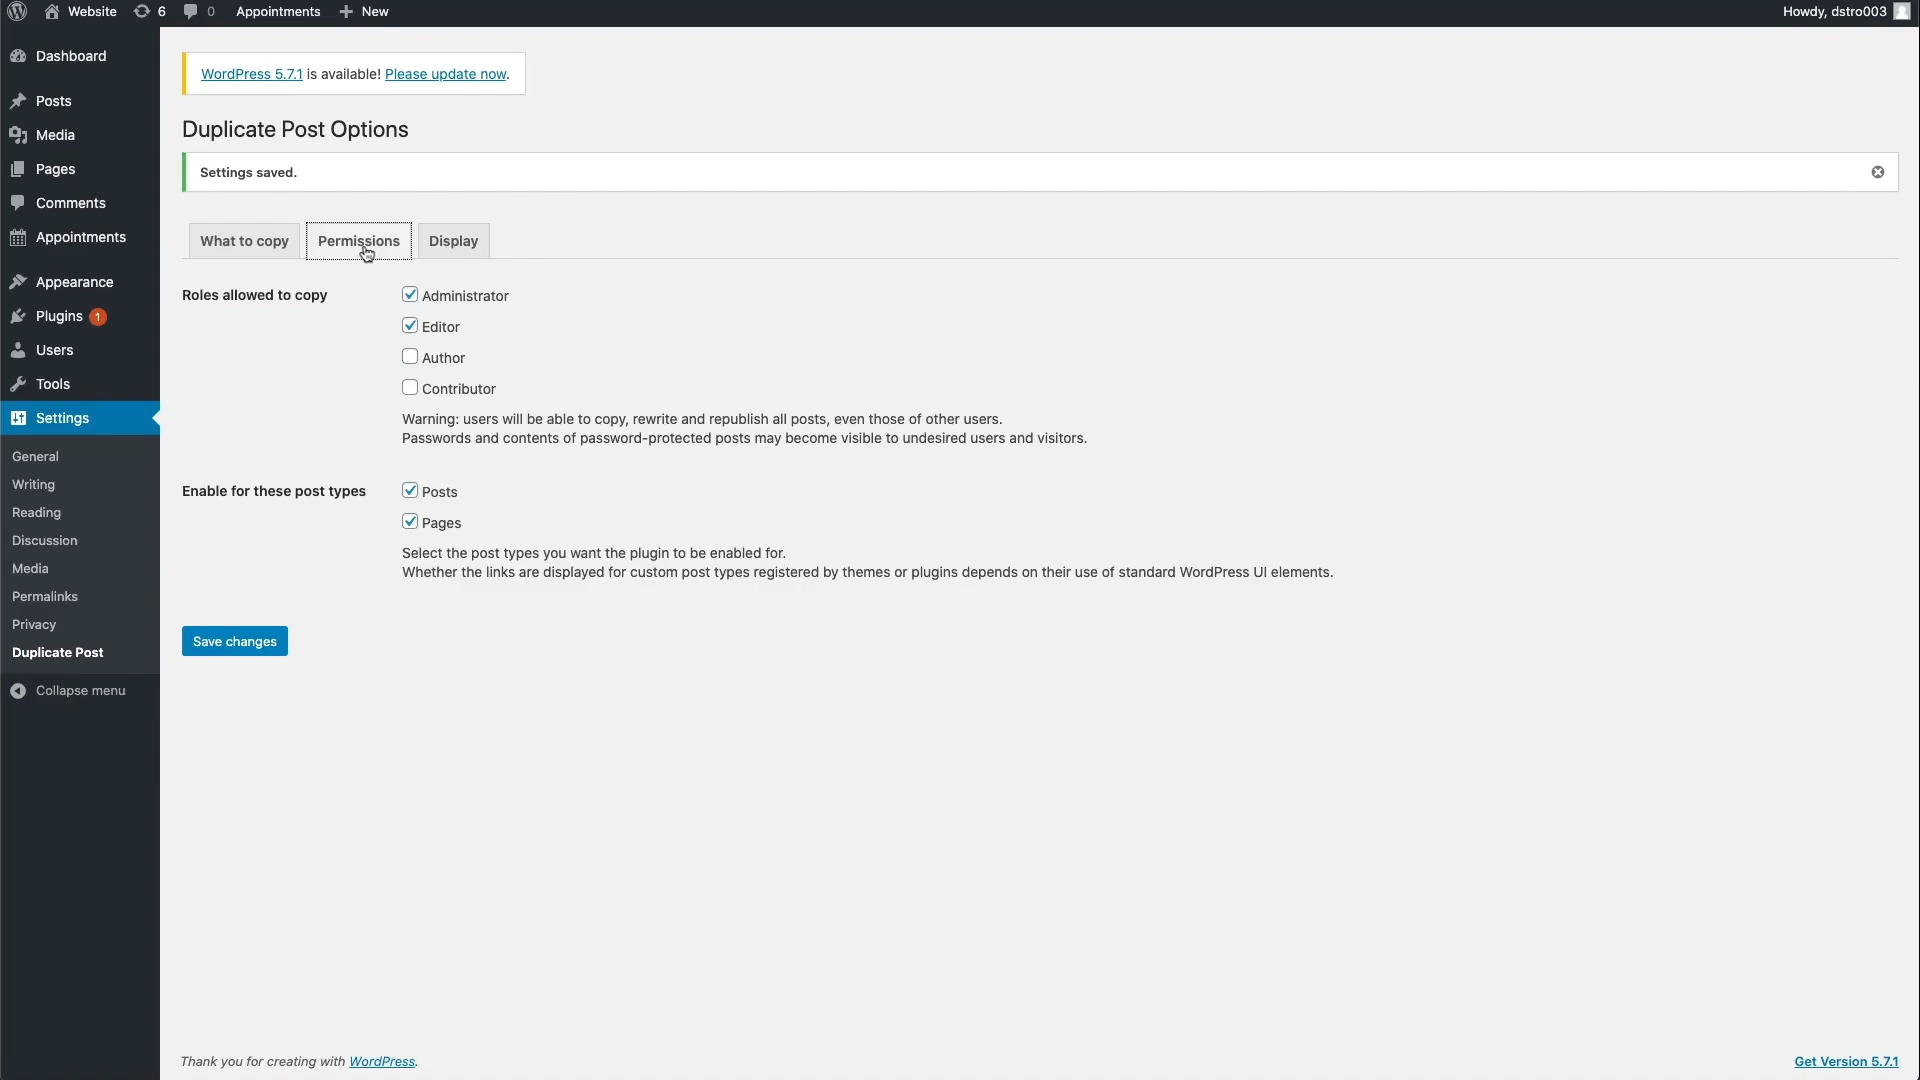 Website 6 0 Appointments New Howdy, dstro003
Dashboard
Posts
Media
Pages
Comments
Appointments
Appearance
Plugins 1
Users
Tools
Settings
General
Writing
Reading
Discussion
Media
Permalinks
Privacy
Duplicate Post
Collapse menu
WordPress 5.7.1 is available! Please update now.
Duplicate Post Options
Settings saved.
What to copy Permissions Display
Roles allowed to copy
Administrator
Editor
Author
Contributor
Warning: users will be able to copy, rewrite and republish all posts, even those of other users.
Passwords and contents of password-protected posts may become visible to undesired users and visitors.
Enable for these post types
Posts
Pages
Select the post types you want the plugin to be enabled for.
Whether the links are displayed for custom post types registered by themes or plugins depends on their use of standard WordPress UI elements.
Save changes
Thank you for creating with WordPress. Get Version 5.7.1